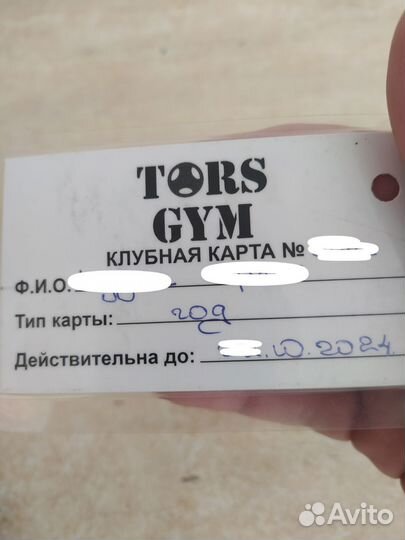 TORS
GYM
КЛУБНАЯ КАРТА №
Ф.И.О.:
Тип карты: год
Действительна до: .10.2024
Avito